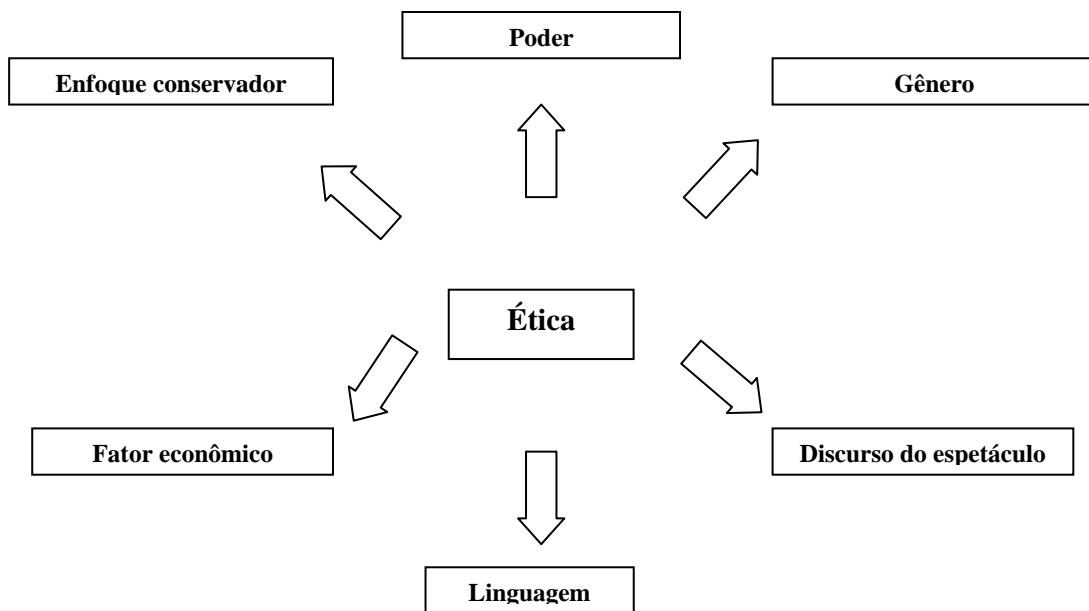 Poder
Enfoque conservador
Gênero
Ética
Fator econômico
Discurso do espetáculo
Linguagem